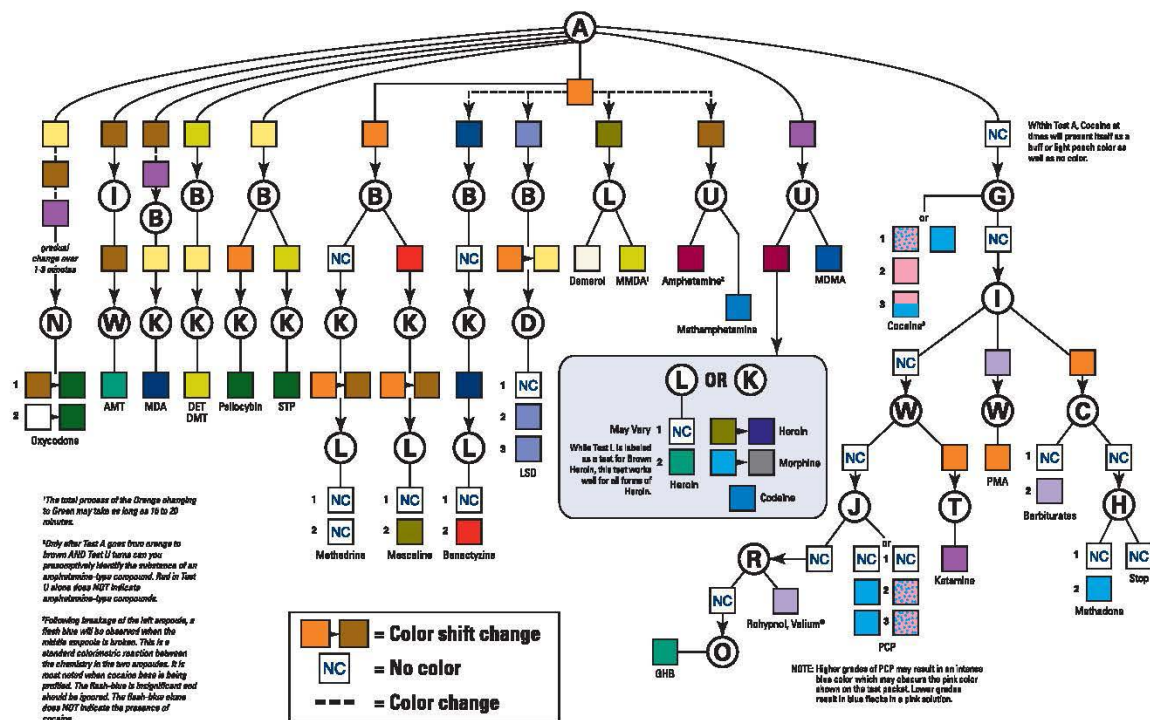 A
NC
Within Test A, Cocaine at
times will present itself as a
buff or light peach color as
well as no color.
I
B
B
B
B
B
L
U
U
G
B
gradual
change over
1-3 minutes
or
NC
NC
1
NC
2
Demerol
MMDA¹
Amphetamine²
MDMA
3
Cocaine³
I
Methamphetamine
N
W
K
K
K
K
K
K
K
D
L OR K
NC
W
W
C
1
2
Oxycodone
AMT
MDA
DET
DMT
Psilocybin
STP
1
NC
2
3
LSD
May Vary
1
NC
Heroin
While Test L is labeled
as a test for Brown
Heroin, this test works
well for all forms of
Heroin.
2
Heroin
Morphine
Codeine
L
L
L
NC
PMA
1
NC
NC
2
Barbiturates
J
T
H
1
NC
1
NC
1
NC
2
NC
2
2
Methedrine
Mescaline
Benactyzine
or
R
NC
NC
1
NC
Ketamine
1
NC
NC
Stop
2
2
Methadone
NC
Rohypnol, Valium®
3
PCP
GHB
O
NOTE: Higher grades of PCP may result in an intense
blue color which may obscure the pink color
shown on the test packet. Lower grades
result in blue flecks in a pink solution.
¹The total process of the Orange changing
to Green may take as long as 15 to 20
minutes.
²Only after Test A goes from orange to
brown AND Test U turns can you
presumptively identify the substance of an
amphetamine-type compound. Red in Test
U alone does NOT indicate
amphetamine-type compounds.
³Following breakage of the left ampoule, a
flash blue will be observed when the
middle ampoule is broken. This is a
standard colorimetric reaction between
the chemistry in the two ampoules. It is
most noted when cocaine base is being
profiled. The flash-blue is insignificant and
should be ignored. The flash-blue alone
does NOT indicate the presence of
cocaine.
= Color shift change
NC = No color
= Color change